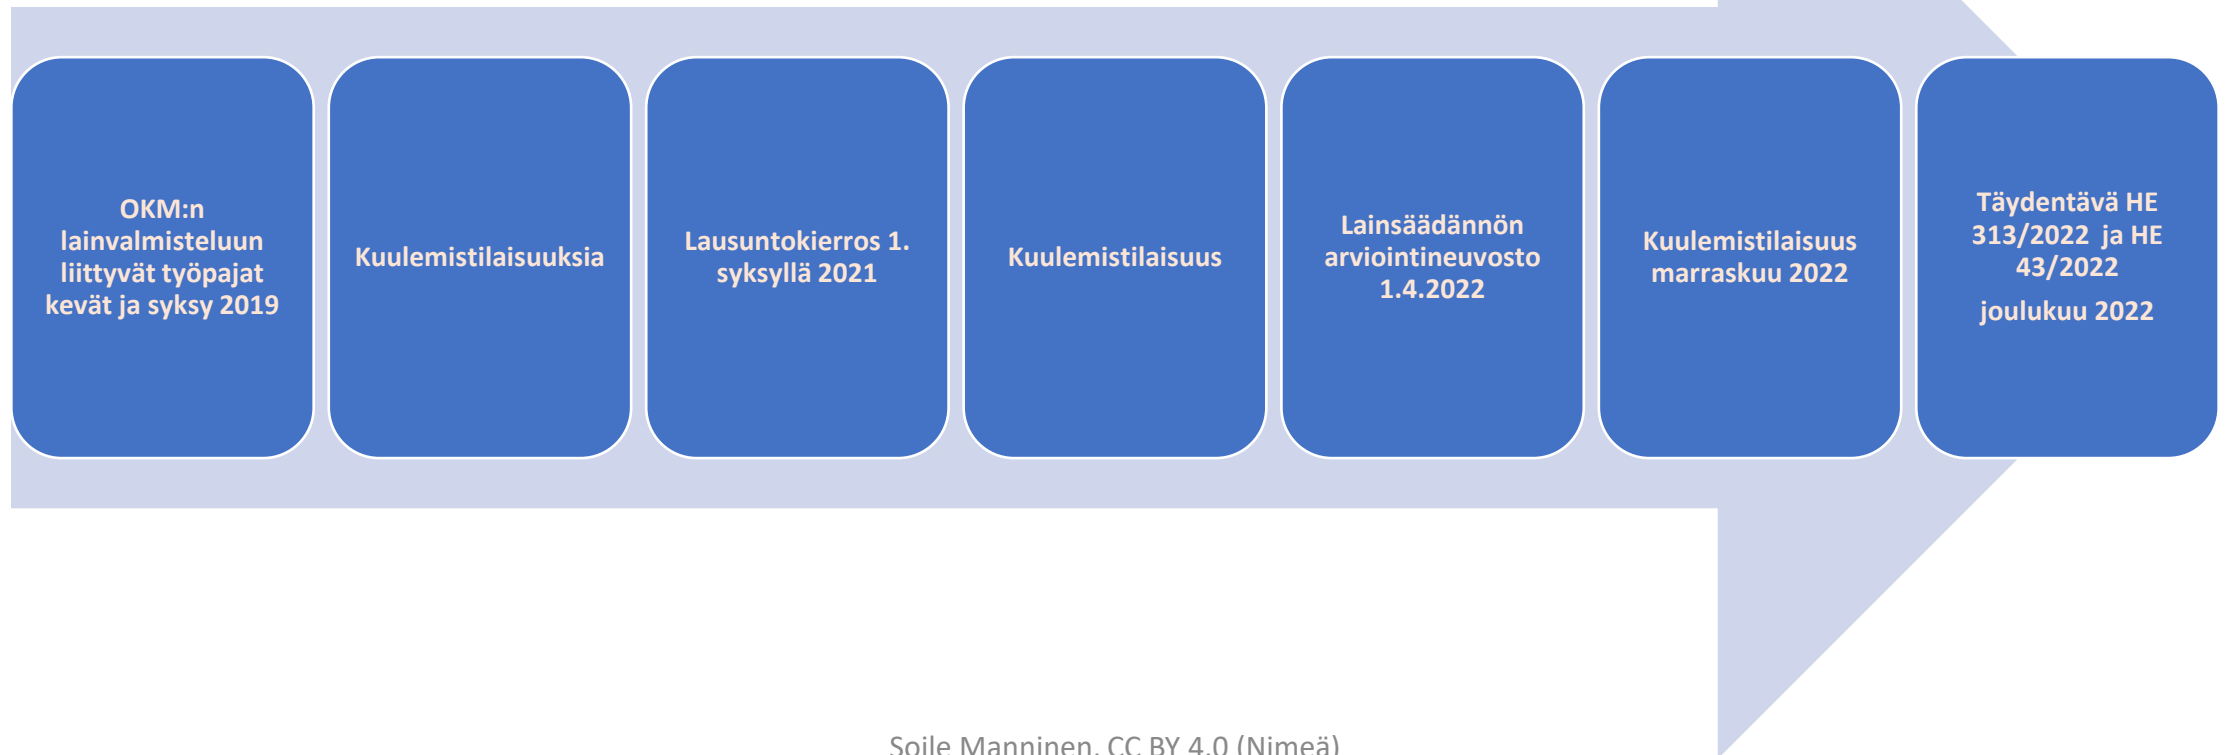 OKM:n
lainvalmisteluun
liittyvät työpajat
kevät ja syksy 2019
Kuulemistilaisuuksia
Lausuntokierros 1.
syksyllä 2021
Kuulemistilaisuus
Lainsäädännön
arviointineuvosto
1.4.2022
Kuulemistilaisuus
marraskuu 2022
Täydentävä HE
313/2022 ja HE
43/2022
joulukuu 2022
Soile Manninen, CC BY 4.0 (Nimeä)